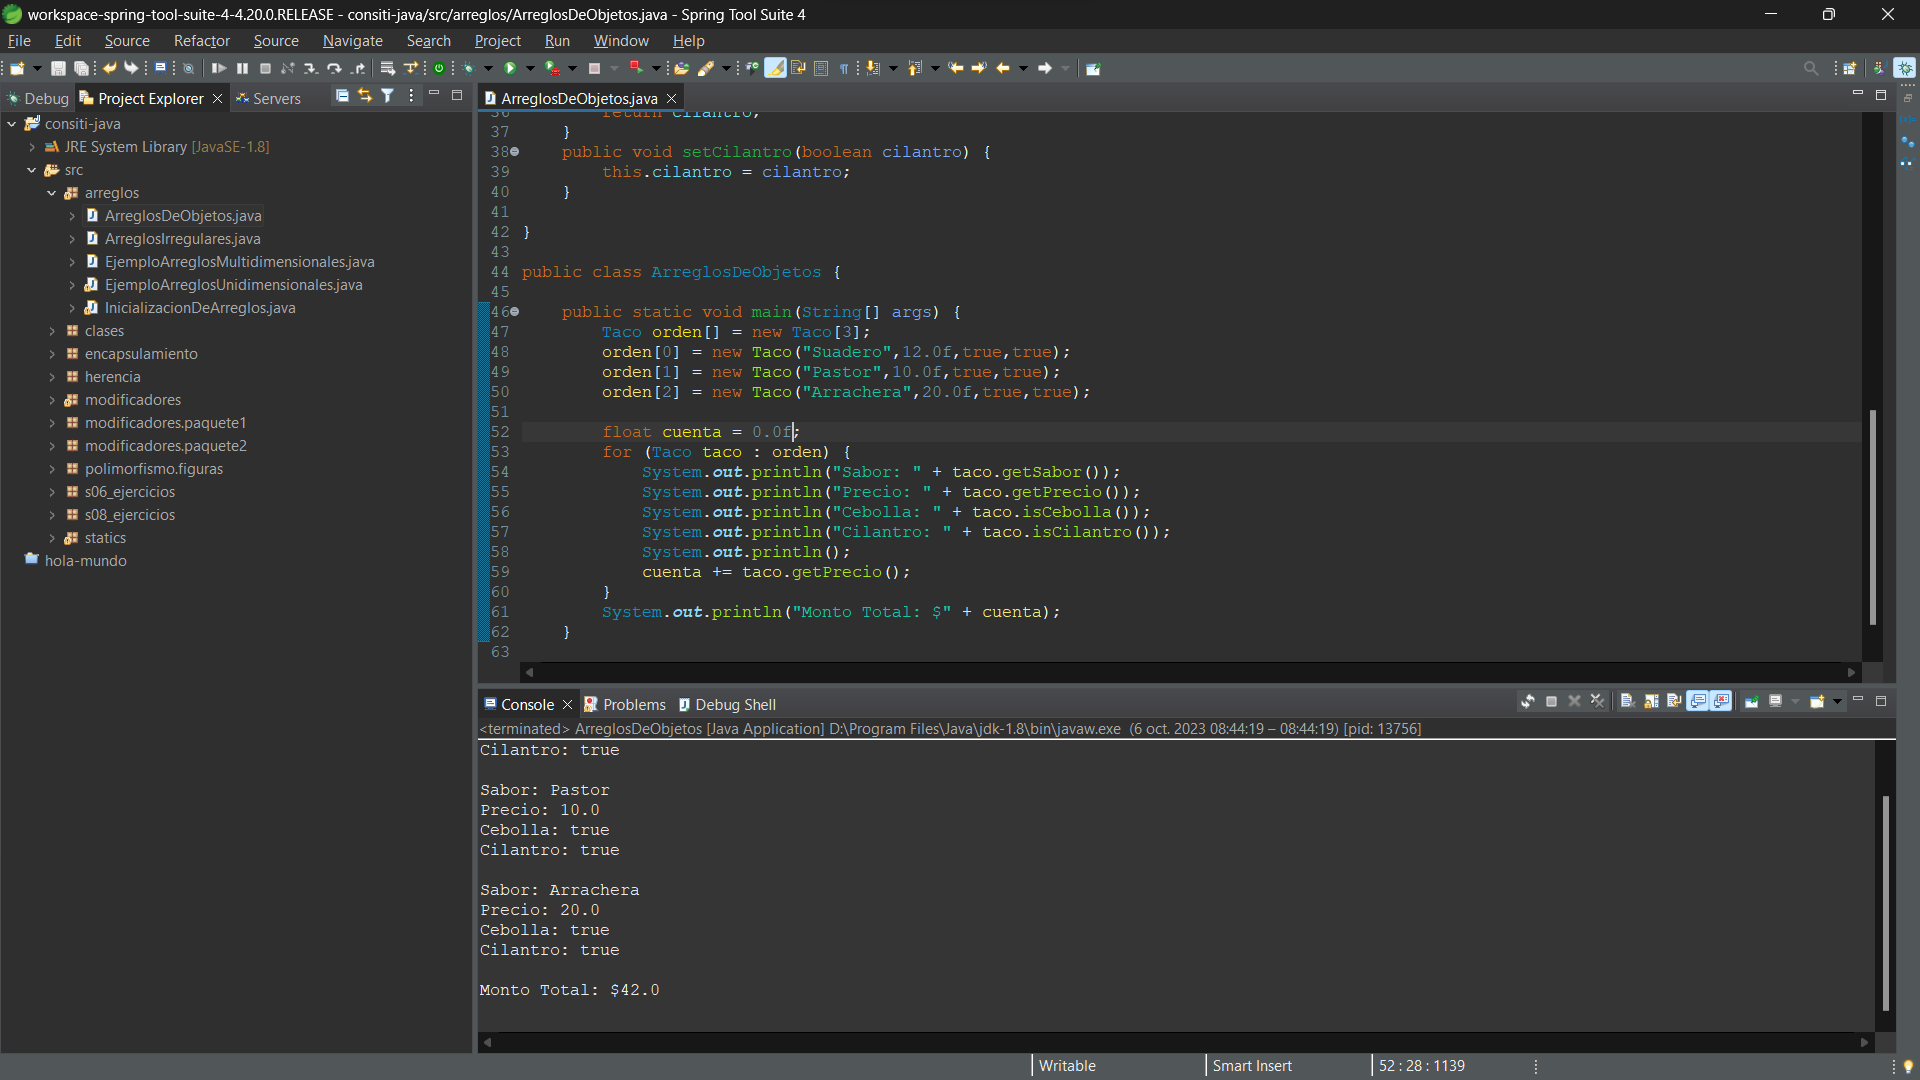 workspace-spring-tool-suite-4-4.20.0.RELEASE - consiti-java/src/arreglos/ArreglosDeObjetos.java - Spring Tool Suite 4
File Edit Source Refactor Source Navigate Search Project Run Window Help
Debug Project Explorer Servers
consiti-java
JRE System Library [JavaSE-1.8]
src
arreglos
ArreglosDeObjetos.java
ArreglosIrregulares.java
EjemploArreglosMultidimensionales.java
EjemploArreglosUnidimensionales.java
InicializacionDeArreglos.java
clases
encapsulamiento
herencia
modificadores
modificadores.paquete1
modificadores.paquete2
polimorfismo.figuras
s06_ejercicios
s08_ejercicios
statics
hola-mundo
ArreglosDeObjetos.java
36 return cilantro;
37 }
38 public void setCilantro(boolean cilantro) {
39 this.cilantro = cilantro;
40 }
41
42 }
43
44 public class ArreglosDeObjetos {
45
46 public static void main(String[] args) {
47 Taco orden[] = new Taco[3];
48 orden[0] = new Taco("Suadero",12.0f,true,true);
49 orden[1] = new Taco("Pastor",10.0f,true,true);
50 orden[2] = new Taco("Arrachera",20.0f,true,true);
51
52 float cuenta = 0.0f;
53 for (Taco taco : orden) {
54 System.out.println("Sabor: " + taco.getSabor());
55 System.out.println("Precio: " + taco.getPrecio());
56 System.out.println("Cebolla: " + taco.isCebolla());
57 System.out.println("Cilantro: " + taco.isCilantro());
58 System.out.println();
59 cuenta += taco.getPrecio();
60 }
61 System.out.println("Monto Total: $" + cuenta);
62 }
63
Console Problems Debug Shell
<terminated> ArreglosDeObjetos [Java Application] D:\Program Files\Java\jdk-1.8\bin\javaw.exe (6 oct. 2023 08:44:19 – 08:44:19) [pid: 13756]
Cilantro: true
Sabor: Pastor
Precio: 10.0
Cebolla: true
Cilantro: true
Sabor: Arrachera
Precio: 20.0
Cebolla: true
Cilantro: true
Monto Total: $42.0
Writable Smart Insert 52 : 28 : 1139